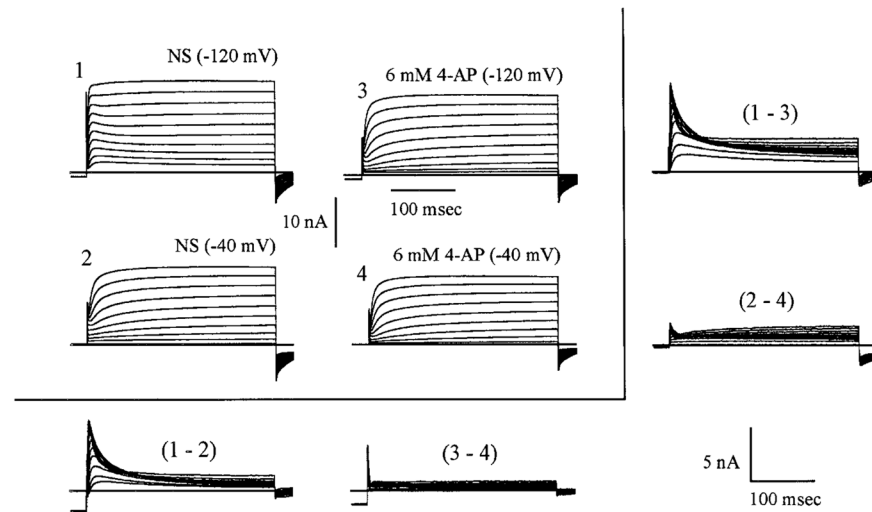 1
NS (-120 mV)
3
6 mM 4-AP (-120 mV)
(1 - 3)
10 nA
100 msec
2
NS (-40 mV)
4
6 mM 4-AP (-40 mV)
(2 - 4)
(1 - 2)
(3 - 4)
5 nA
100 msec